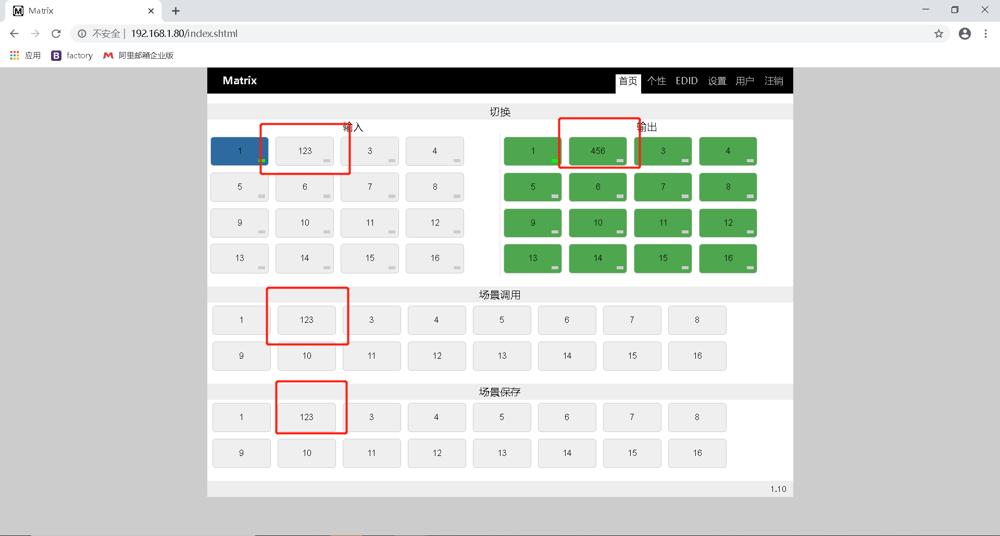 Matrix
不安全 | 192.168.1.80/index.shtml
应用 factory 阿里邮箱企业版
Matrix 首页 个性 EDID 设置 用户 注销
切换
输入 输出
1 123 3 4 1 456 3 4
5 6 7 8 5 6 7 8
9 10 11 12 9 10 11 12
13 14 15 16 13 14 15 16
场景调用
1 123 3 4 5 6 7 8
9 10 11 12 13 14 15 16
场景保存
1 123 3 4 5 6 7 8
9 10 11 12 13 14 15 16
1.10